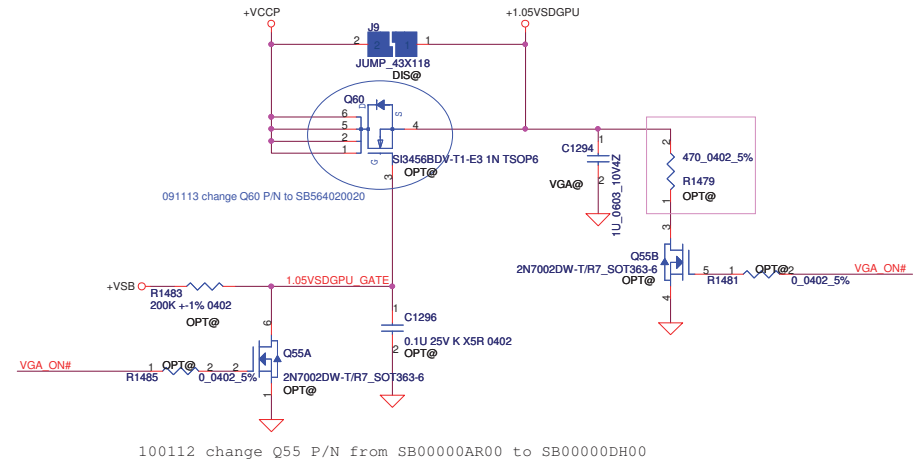 +VCCP
+1.05VSDGPU
J9
2
2
1
1
JUMP_43X118
DIS@
Q60
D
S
6
5
2
1
4
G
3
SI3456BDV-T1-E3 1N TSOP6
OPT@
091113 change Q60 P/N to SB564020020
C1294
1
2
VGA@
1U_0603_10V4Z
2
470_0402_5%
R1479
1
OPT@
3
Q55B
2N7002DW-T/R7_SOT363-6
OPT@
5
4
R1481
1
OPT@
2
0_0402_5%
VGA_ON#
+VSB
R1483
200K +-1% 0402
OPT@
1.05VSDGPU_GATE
1
C1296
0.1U 25V K X5R 0402
2
OPT@
6
Q55A
2N7002DW-T/R7_SOT363-6
OPT@
1
VGA_ON#
1
OPT@
2
2
R1485
0_0402_5%
100112 change Q55 P/N from SB00000AR00 to SB00000DH00